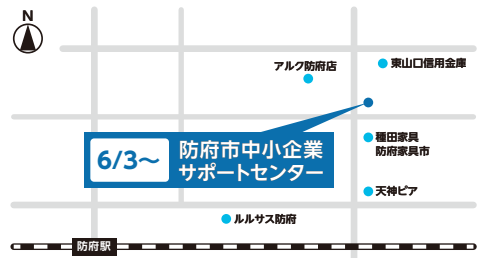 N
アルク防府店
東山口信用金庫
6/3～
防府市中小企業
サポートセンター
種田家具
防府家具市
天神ピア
ルルサス防府
防府駅